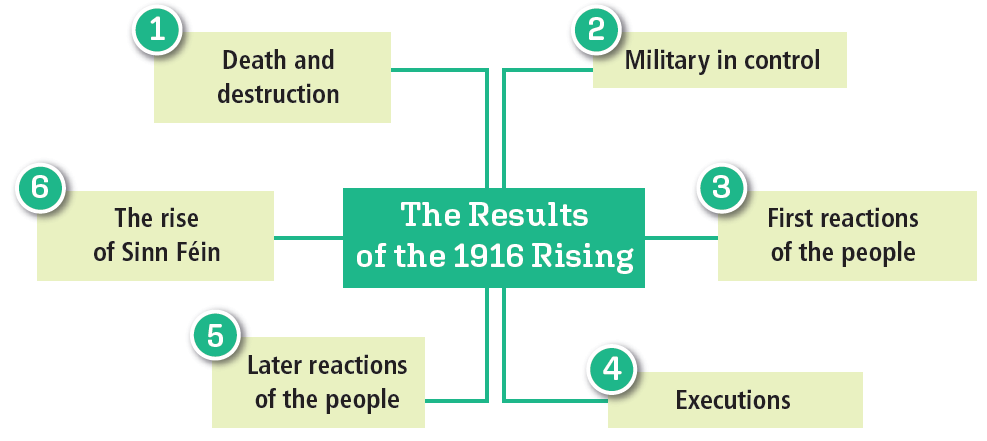 1
Death and
destruction
2
Military in control
6
The rise
of Sinn Féin
The Results
of the 1916 Rising
3
First reactions
of the people
5
Later reactions
of the people
4
Executions